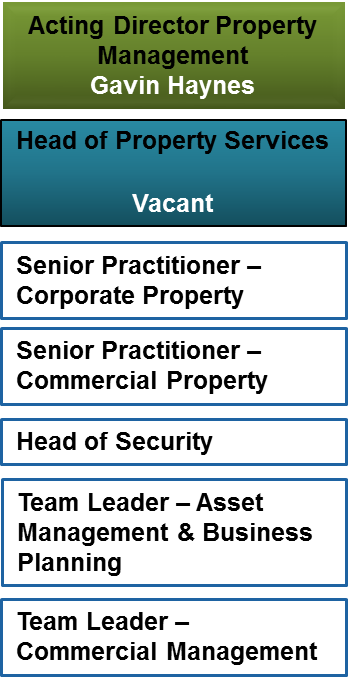 Acting Director Property
Management
Gavin Haynes
Head of Property Services
Vacant
Senior Practitioner –
Corporate Property
Senior Practitioner –
Commercial Property
Head of Security
Team Leader – Asset
Management & Business
Planning
Team Leader –
Commercial Management